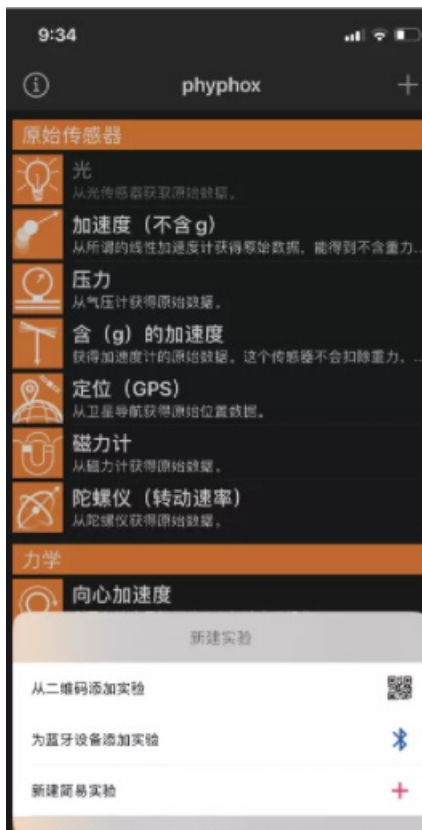 9:34
phyphox
原始传感器
光
从光传感器获取原始数据。
加速度（不含 g）
从所谓的线性加速度计获得原始数据，能得到不含重力...
压力
从气压计获得原始数据。
含（g）的加速度
获得加速度计的原始数据。这个传感器不会扣除重力，...
定位（GPS）
从卫星导航获得原始位置数据。
磁力计
从磁力计获得原始数据。
陀螺仪（转动速率）
从陀螺仪获得原始数据。
力学
向心加速度
新建实验
从二维码添加实验
为蓝牙设备添加实验
新建简易实验